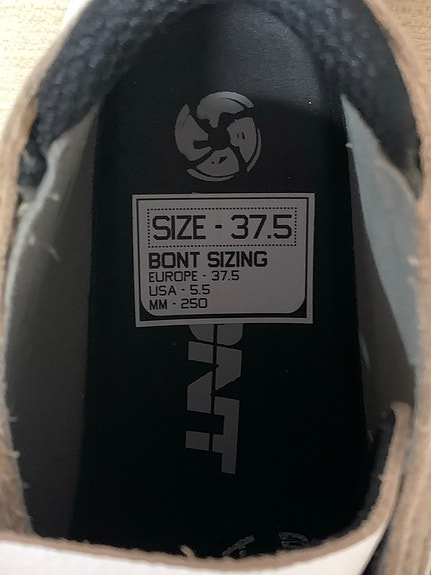 SIZE - 37.5
BONT SIZING
EUROPE - 37.5
USA - 5.5
MM - 250